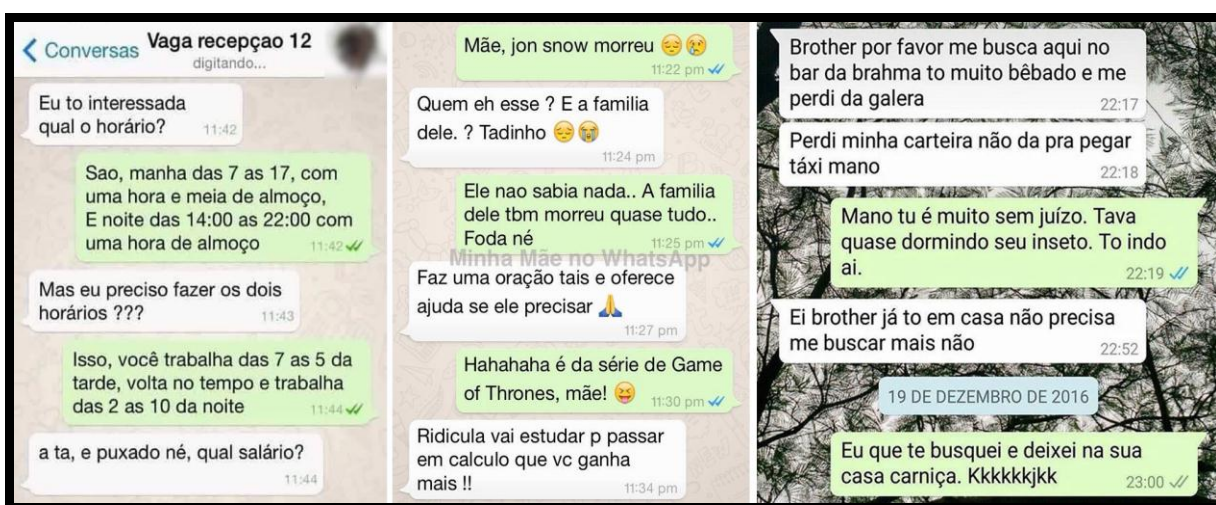 Conversas
Vaga recepçao 12
digitando...
Eu to interessada
qual o horário? 11:42
Sao, manha das 7 as 17, com
uma hora e meia de almoço,
E noite das 14:00 as 22:00 com
uma hora de almoço 11:42
Mas eu preciso fazer os dois
horários ??? 11:43
Isso, você trabalha das 7 as 5 da
tarde, volta no tempo e trabalha
das 2 as 10 da noite 11:44
a ta, e puxado né, qual salário?
11:44
Mãe, jon snow morreu 😔😢
11:22 pm
Quem eh esse ? E a familia
dele. ? Tadinho 😔😭
11:24 pm
Ele nao sabia nada.. A familia
dele tbm morreu quase tudo..
Foda né 11:25 pm
Minha Mãe no WhatsApp
Faz uma oração tais e oferece
ajuda se ele precisar 🙏
11:27 pm
Hahahaha é da série de Game
of Thrones, mãe! 😝 11:30 pm
Ridicula vai estudar p passar
em calculo que vc ganha
mais !! 11:34 pm
Brother por favor me busca aqui no
bar da brahma to muito bêbado e me
perdi da galera 22:17
Perdi minha carteira não da pra pegar
táxi mano 22:18
Mano tu é muito sem juízo. Tava
quase dormindo seu inseto. To indo
ai. 22:19
Ei brother já to em casa não precisa
me buscar mais não 22:52
19 DE DEZEMBRO DE 2016
Eu que te busquei e deixei na sua
casa carniça. Kkkkkkjkk 23:00